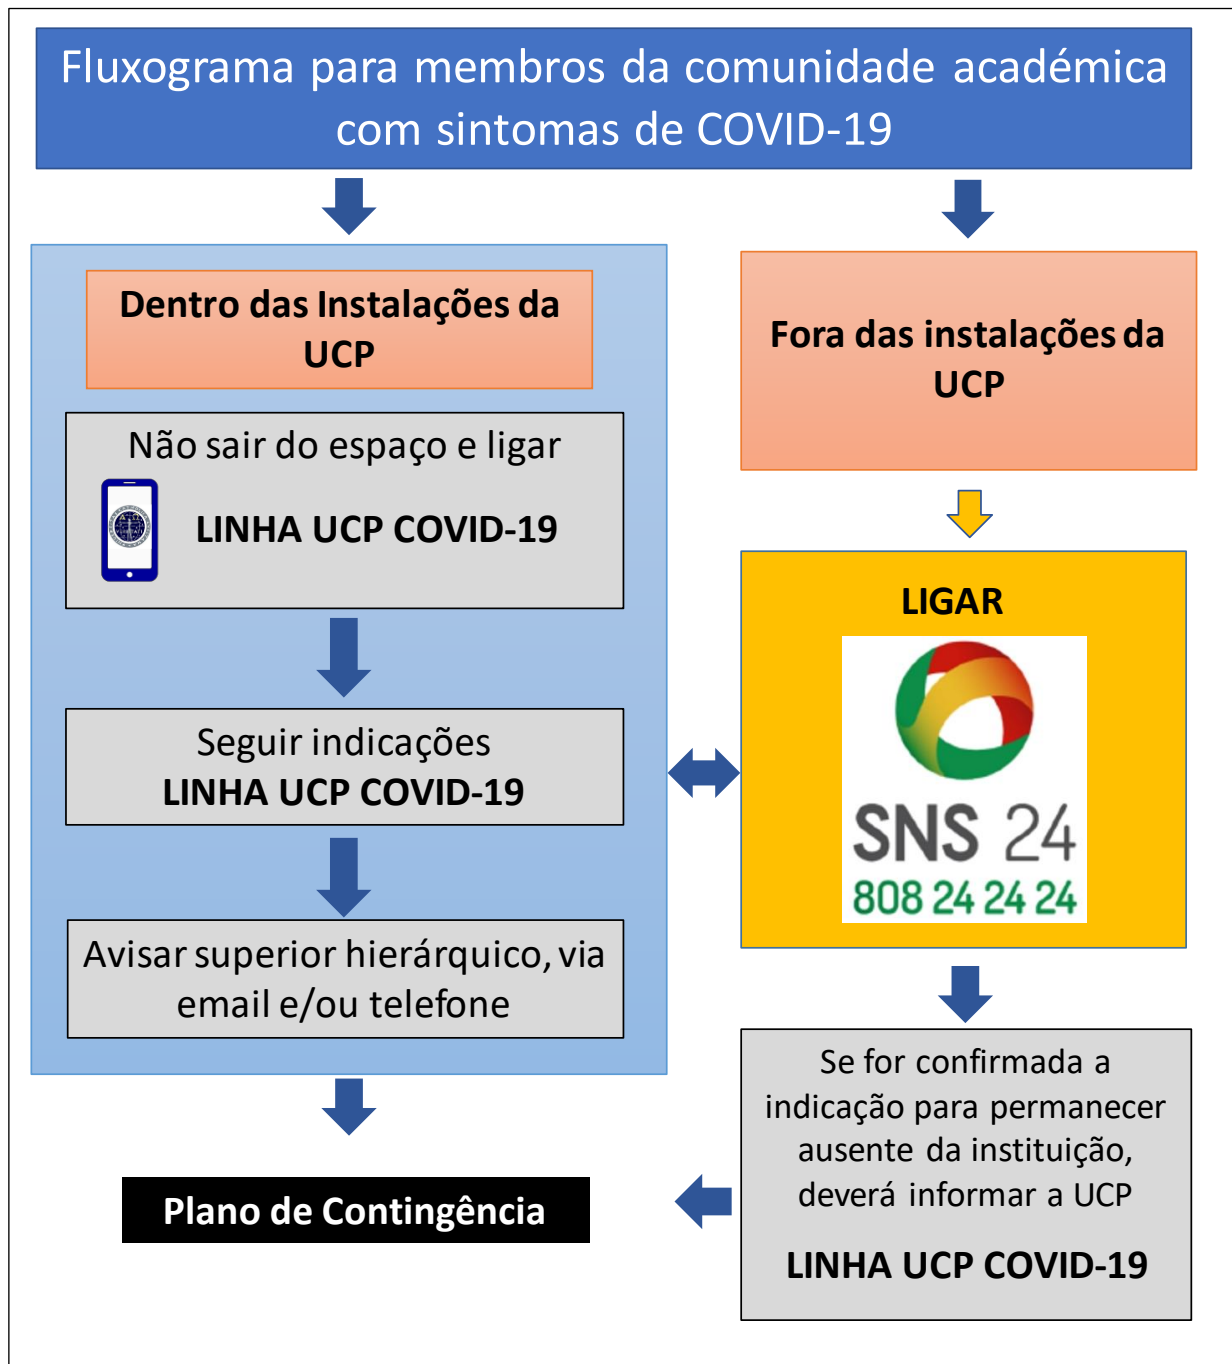 Fluxograma para membros da comunidade académica
com sintomas de COVID-19
Dentro das Instalações da
UCP
Não sair do espaço e ligar
LINHA UCP COVID-19
Seguir indicações
LINHA UCP COVID-19
Avisar superior hierárquico, via
email e/ou telefone
Fora das instalações da
UCP
LIGAR
SNS 24
808 24 24 24
Se for confirmada a
indicação para permanecer
ausente da instituição,
deverá informar a UCP
LINHA UCP COVID-19
Plano de Contingência